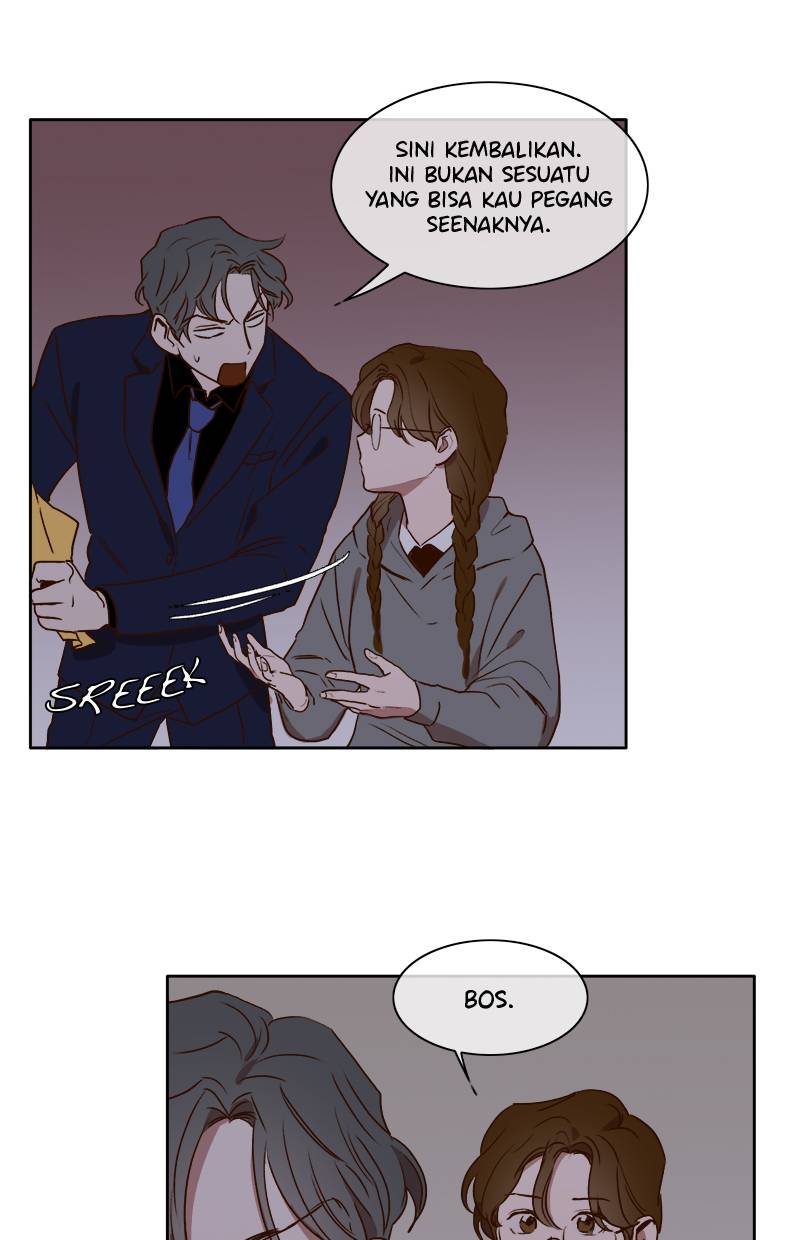 SINI KEMBALIKAN.
INI BUKAN SESUATU
YANG BISA KAU PEGANG
SEENAKNYA.
SREEEK
BOS.